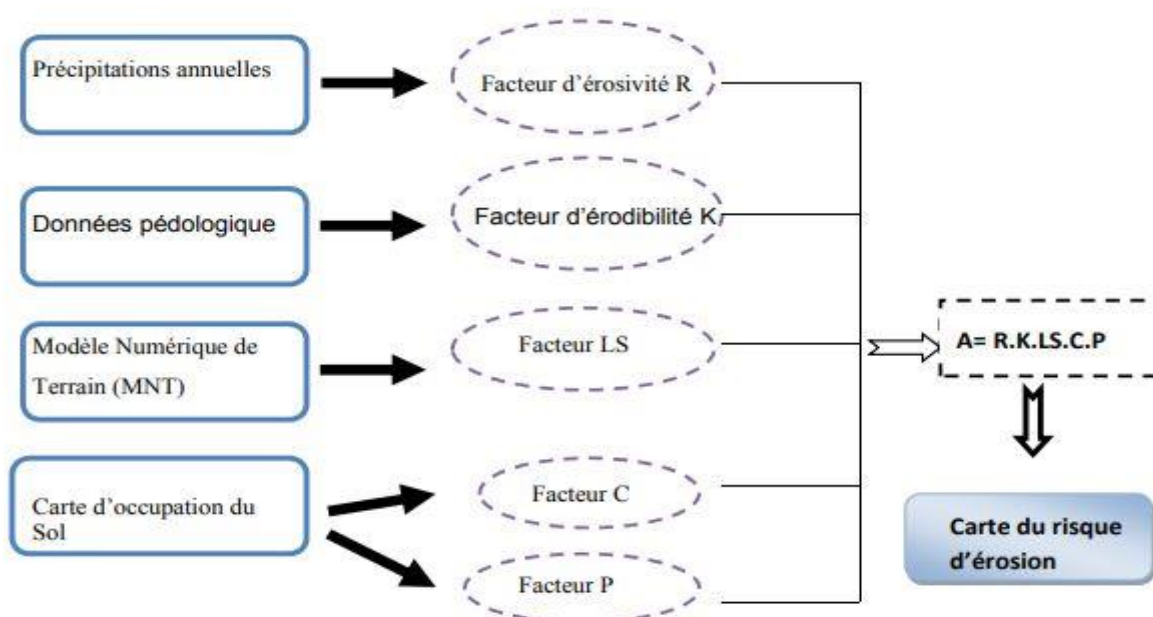 Précipitations annuelles
Facteur d'érosivité R
Données pédologique
Facteur d'érodibilité K
Modèle Numérique de
Terrain (MNT)
Facteur LS
A= R.K.LS.C.P
Carte d'occupation du
Sol
Facteur C
Facteur P
Carte du risque
d'érosion